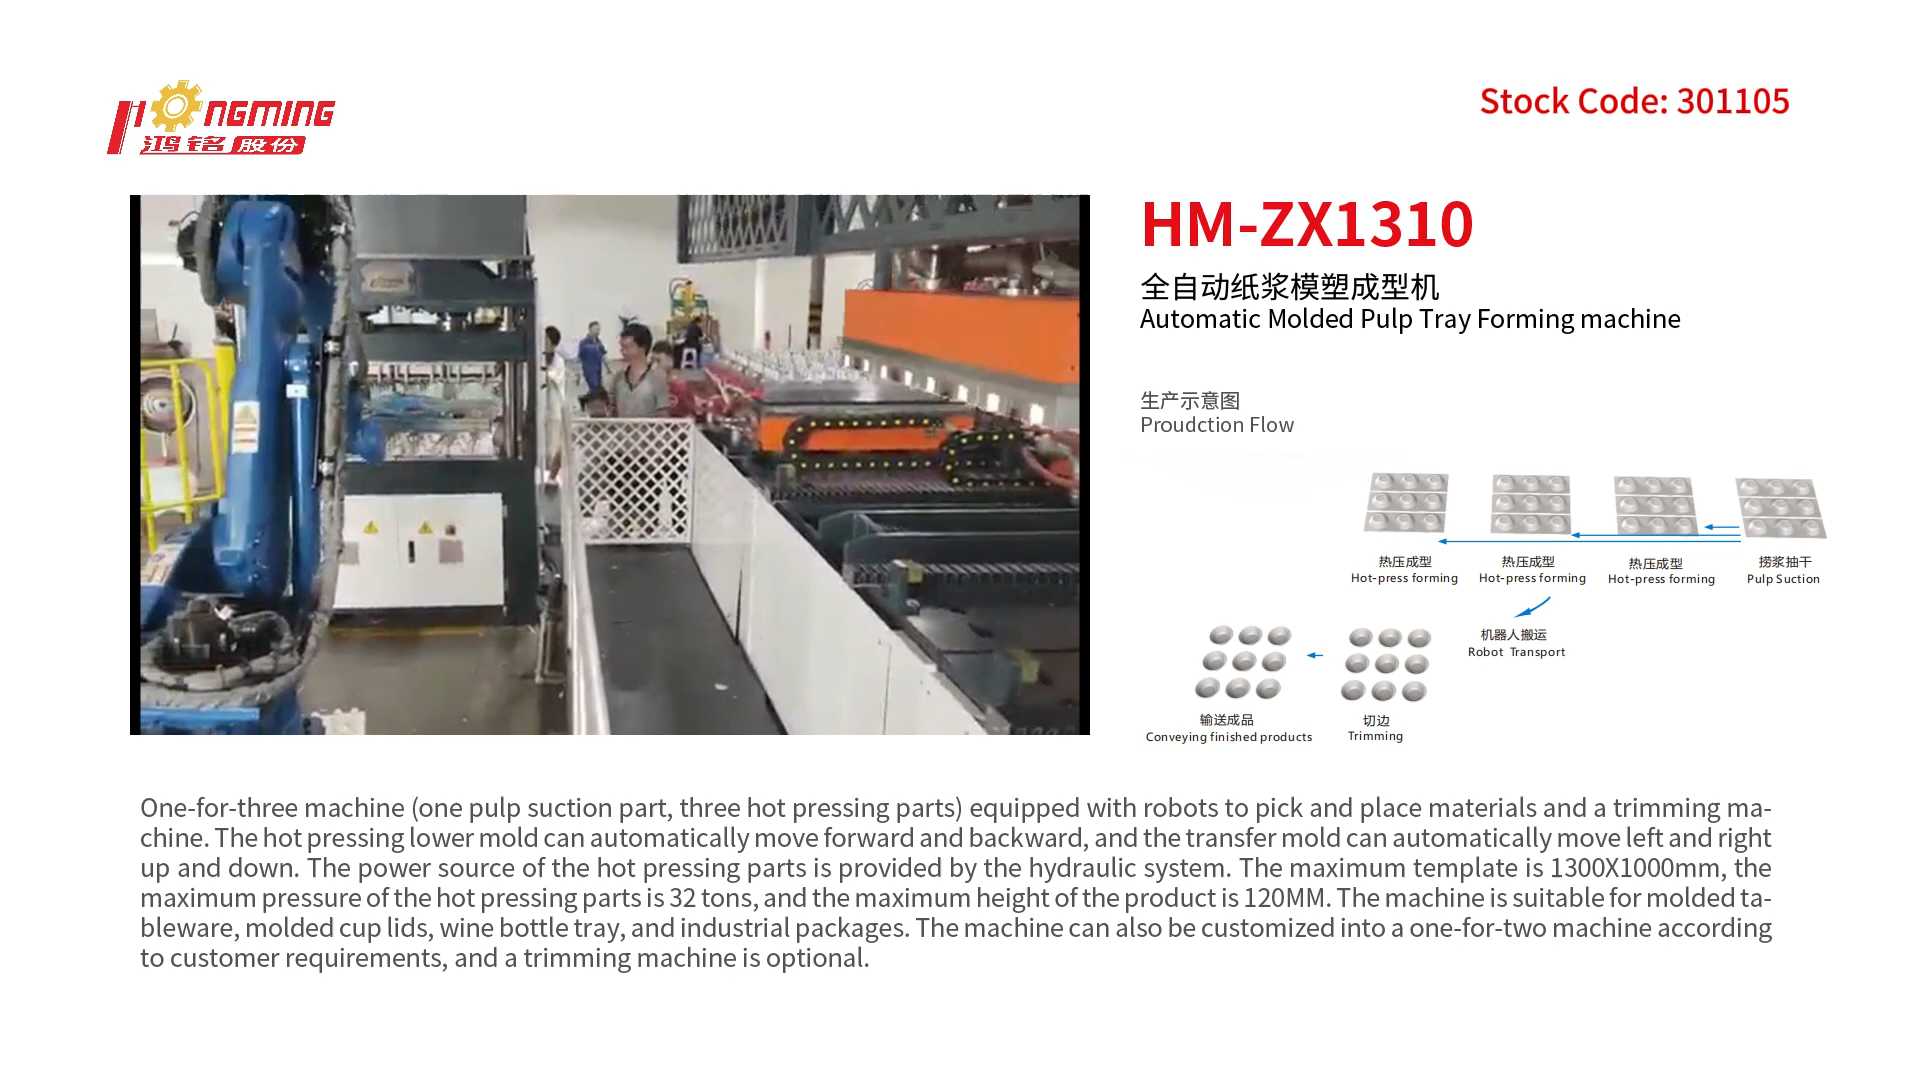 HONGMING
鸿铭股份
Stock Code: 301105
HM-ZX1310
全自动纸浆模塑成型机
Automatic Molded Pulp Tray Forming machine
生产示意图
Proudction Flow
热压成型
Hot-press forming
热压成型
Hot-press forming
热压成型
Hot-press forming
捞浆抽干
Pulp Suction
机器人搬运
Robot Transport
输送成品
Conveying finished products
切边
Trimming
One-for-three machine (one pulp suction part, three hot pressing parts) equipped with robots to pick and place materials and a trimming ma-
chine. The hot pressing lower mold can automatically move forward and backward, and the transfer mold can automatically move left and right
up and down. The power source of the hot pressing parts is provided by the hydraulic system. The maximum template is 1300X1000mm, the
maximum pressure of the hot pressing parts is 32 tons, and the maximum height of the product is 120MM. The machine is suitable for molded ta-
bleware, molded cup lids, wine bottle tray, and industrial packages. The machine can also be customized into a one-for-two machine according
to customer requirements, and a trimming machine is optional.